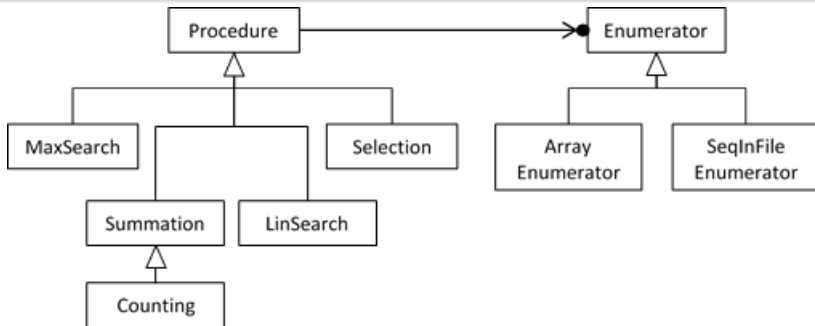 Procedure
Enumerator
MaxSearch
Selection
Array
Enumerator
SeqInFile
Enumerator
Summation
LinSearch
Counting